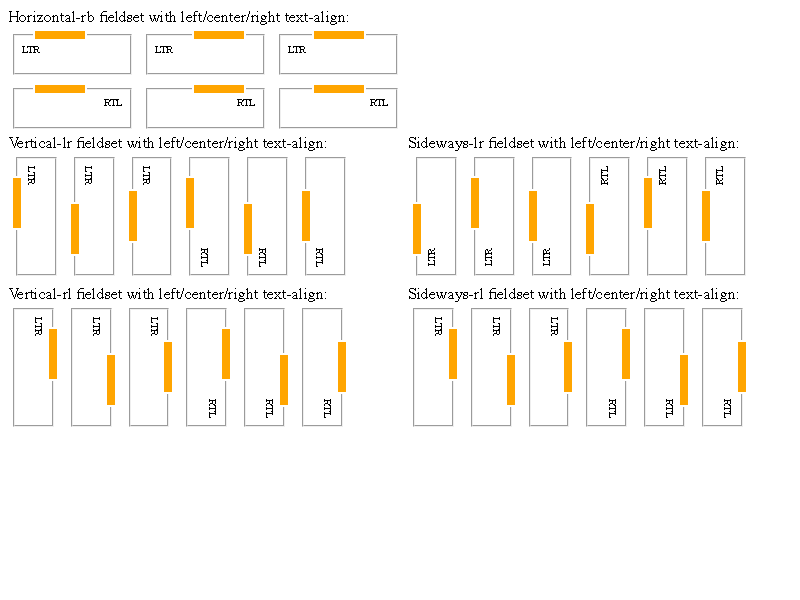 Horizontal-rb fieldset with left/center/right text-align:
LTR LTR LTR
RTL RTL RTL
Vertical-lr fieldset with left/center/right text-align:
LTR LTR LTR RTL RTL RTL
Sideways-lr fieldset with left/center/right text-align:
LTR LTR LTR RTL RTL RTL
Vertical-rl fieldset with left/center/right text-align:
LTR LTR LTR RTL RTL RTL
Sideways-rl fieldset with left/center/right text-align:
LTR LTR LTR RTL RTL RTL